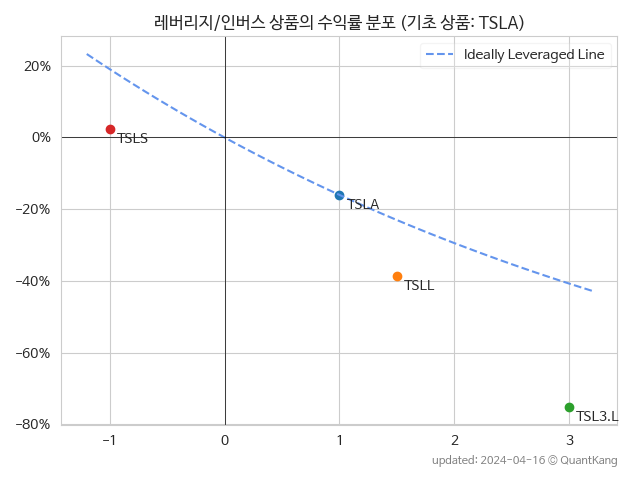 레버리지/인버스 상품의 수익률 분포 (기초 상품: TSLA)
Ideally Leveraged Line
20%
0%
−20%
−40%
−60%
−80%
TSLS
TSLA
TSLL
TSL3.L
−1
0
1
2
3
updated: 2024-04-16 © QuantKang